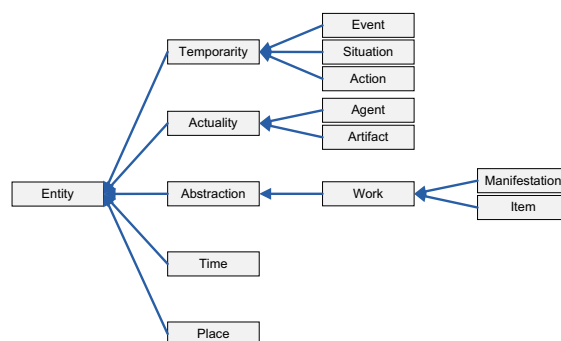 Event
Temporarity
Situation
Action
Agent
Actuality
Artifact
Manifestation
Entity
Abstraction
Work
Item
Time
Place